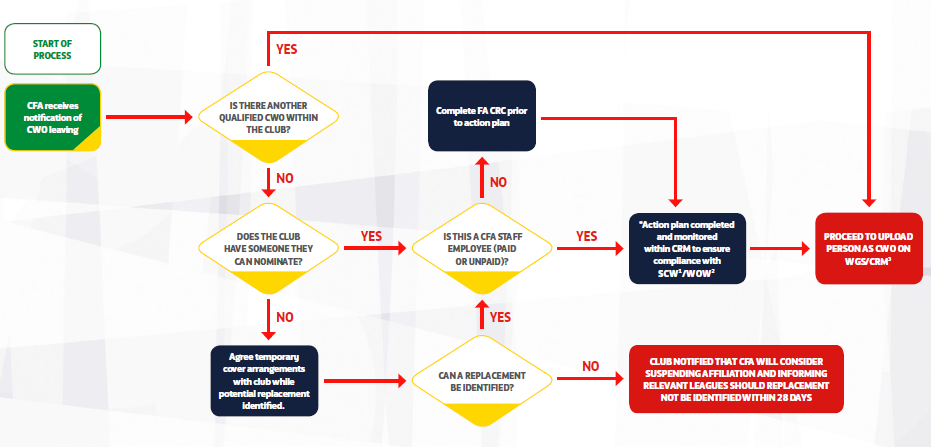 START OF
PROCESS
CFA receives
notification of
CWO leaving
YES
IS THERE ANOTHER
QUALIFIED CWO WITHIN
THE CLUB?
NO
DOES THE CLUB
HAVE SOMEONE THEY
CAN NOMINATE?
YES
NO
Agree temporary
cover arrangements
with club while
potential replacement
identified.
Complete FA CRC prior
to action plan
NO
IS THIS A CFA STAFF
EMPLOYEE (PAID
OR UNPAID)?
YES
YES
CAN A REPLACEMENT
BE IDENTIFIED?
NO
"Action plan completed
and monitored
within CRM to ensure
compliance with
SCW¹/WOW²
PROCEED TO UPLOAD
PERSON AS CWO ON
WGS/CRM³
CLUB NOTIFIED THAT CFA WILL CONSIDER
SUSPENDING AFFILIATION AND INFORMING
RELEVANT LEAGUES SHOULD REPLACEMENT
NOT BE IDENTIFIED WITHIN 28 DAYS